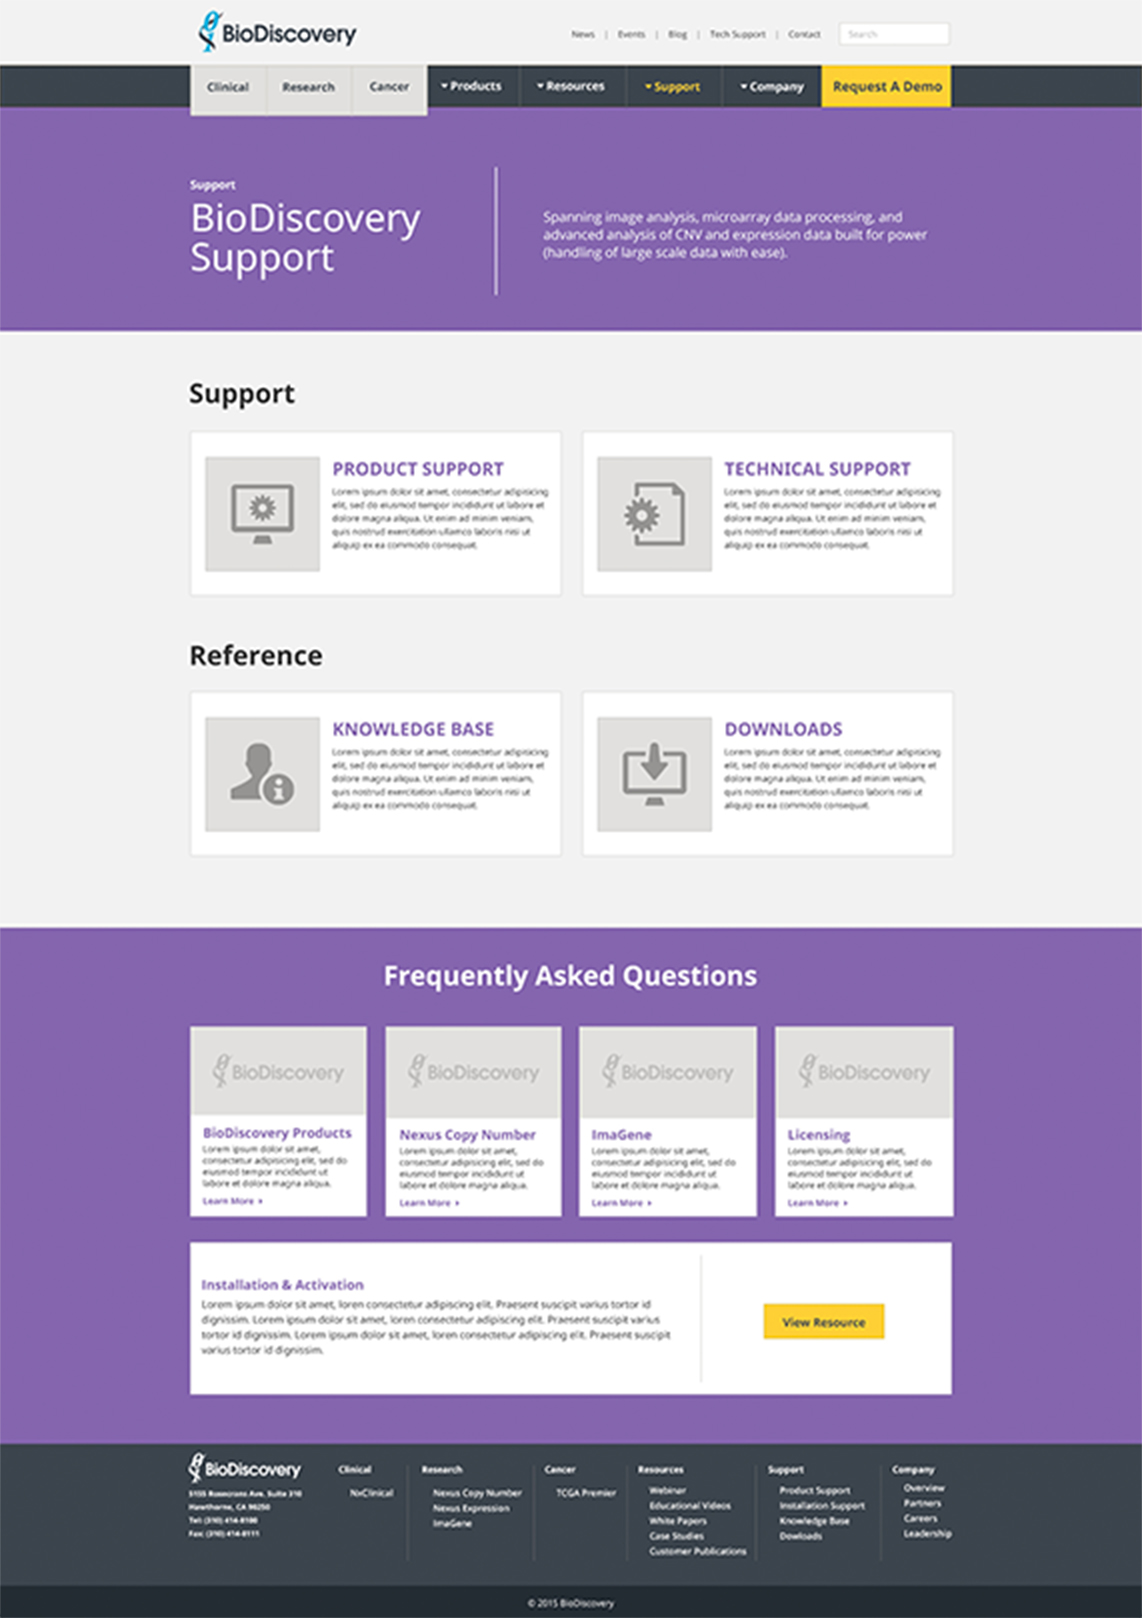 BioDiscovery
News | Events | Blog | Tech Support | Contact
Search
Clinical
Research
Cancer
Products
Resources
Support
Company
Request A Demo
Support
BioDiscovery
Support
Spanning image analysis, microarray data processing, and
advanced analysis of CNV and expression data built for power
(handling of large scale data with ease).
Support
PRODUCT SUPPORT
Lorem ipsum dolor sit amet, consectetur adipisicing
elit, sed do eiusmod tempor incididunt ut labore et
dolore magna aliqua. Ut enim ad minim veniam,
quis nostrud exercitation ullamco laboris nisi ut
aliquip ex ea commodo consequat.
TECHNICAL SUPPORT
Lorem ipsum dolor sit amet, consectetur adipisicing
elit, sed do eiusmod tempor incididunt ut labore et
dolore magna aliqua. Ut enim ad minim veniam,
quis nostrud exercitation ullamco laboris nisi ut
aliquip ex ea commodo consequat.
Reference
KNOWLEDGE BASE
Lorem ipsum dolor sit amet, consectetur adipisicing
elit, sed do eiusmod tempor incididunt ut labore et
dolore magna aliqua. Ut enim ad minim veniam,
quis nostrud exercitation ullamco laboris nisi ut
aliquip ex ea commodo consequat.
DOWNLOADS
Lorem ipsum dolor sit amet, consectetur adipisicing
elit, sed do eiusmod tempor incididunt ut labore et
dolore magna aliqua. Ut enim ad minim veniam,
quis nostrud exercitation ullamco laboris nisi ut
aliquip ex ea commodo consequat.
Frequently Asked Questions
BioDiscovery
BioDiscovery Products
Lorem ipsum dolor sit amet,
consectetur adipisicing elit, sed do
eiusmod tempor incididunt ut
labore et dolore magna aliqua.
Learn More
BioDiscovery
Nexus Copy Number
Lorem ipsum dolor sit amet,
consectetur adipisicing elit, sed do
eiusmod tempor incididunt ut
labore et dolore magna aliqua.
Learn More
BioDiscovery
ImaGene
Lorem ipsum dolor sit amet,
consectetur adipisicing elit, sed do
eiusmod tempor incididunt ut
labore et dolore magna aliqua.
Learn More
BioDiscovery
Licensing
Lorem ipsum dolor sit amet,
consectetur adipisicing elit, sed do
eiusmod tempor incididunt ut
labore et dolore magna aliqua.
Learn More
Installation & Activation
Lorem ipsum dolor sit amet, loren consectetur adipiscing elit. Praesent suscipit varius tortor id
dignissim. Lorem ipsum dolor sit amet, loren consectetur adipiscing elit. Praesent suscipit varius
tortor id dignissim. Lorem ipsum dolor sit amet, loren consectetur adipiscing elit. Praesent suscipit
varius tortor id dignissim.
View Resource
BioDiscovery
5155 Rosecrans Ave, Suite 310
Hawthorne, CA 90250
Tel: (310) 414-8100
Fax: (310) 414-8111
Clinical
NxClinical
Research
Nexus Copy Number
Nexus Expression
ImaGene
Cancer
TCGA Premier
Resources
Webinar
Educational Videos
White Papers
Case Studies
Customer Publications
Support
Product Support
Installation Support
Knowledge Base
Dowloads
Company
Overview
Partners
Careers
Leadership
© 2015 BioDiscovery